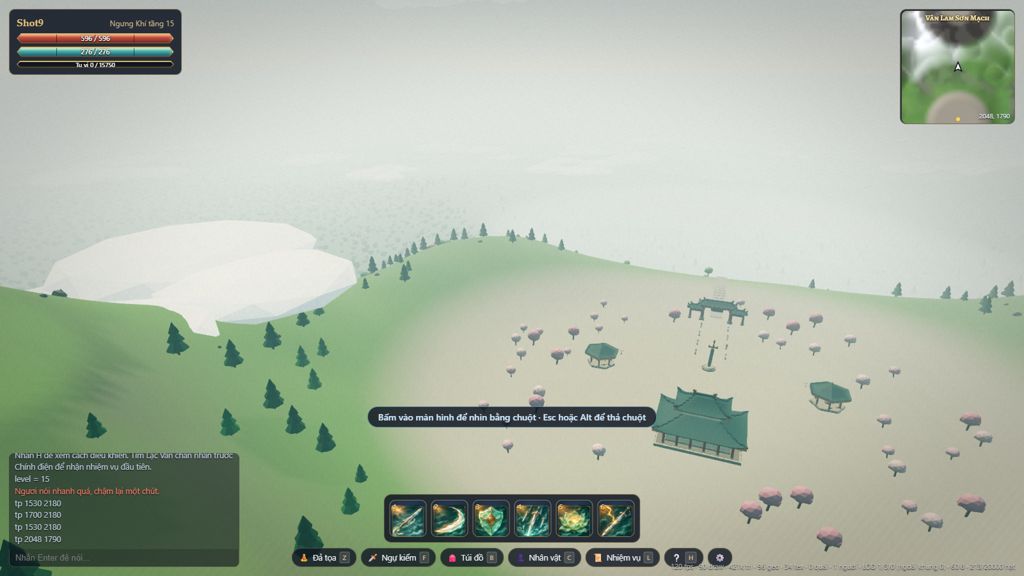 Shot9
Ngưng Khí tầng 15
596 / 596
276 / 276
Tu vi 0 / 15750
Vân Lam Sơn Mạch
2048, 1790
Bấm vào màn hình để nhìn bằng chuột · Esc hoặc Alt để thả chuột
Nhấn H để xem cách điều khiển. Tìm Lạc Vân chân nhân trước
Chính điện để nhận nhiệm vụ đầu tiên.
level = 15
Ngươi nói nhanh quá, chậm lại một chút.
tp 1530 2180
tp 1700 2180
tp 1530 2180
tp 2048 1790
Nhấn Enter để nói...
Đả tọa Z
Ngự kiếm F
Túi đồ B
Nhân vật C
Nhiệm vụ L
? H